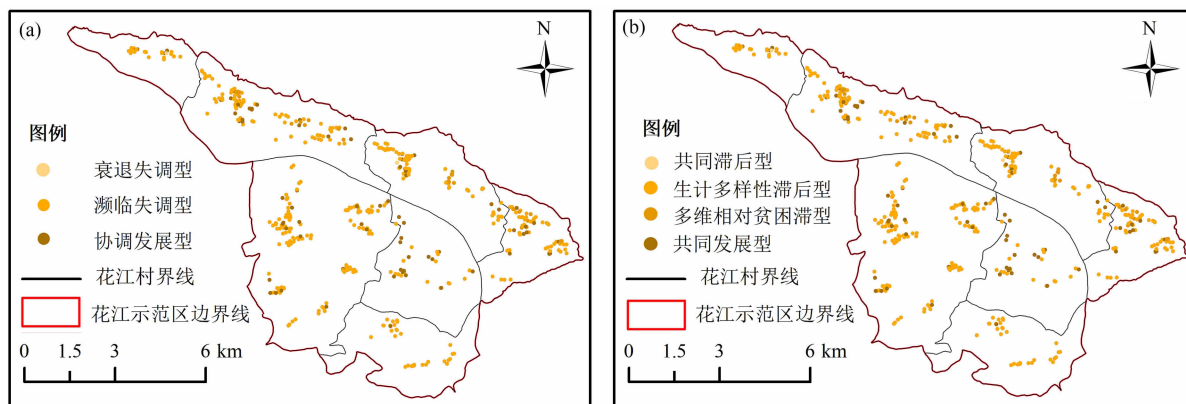 (a)
N
图例
衰退失调型
濒临失调型
协调发展型
花江村界线
花江示范区边界线
0 1.5 3 6 km
(b)
N
图例
共同滞后型
生计多样性滞后型
多维相对贫困滞型
共同发展型
花江村界线
花江示范区边界线
0 1.5 3 6 km